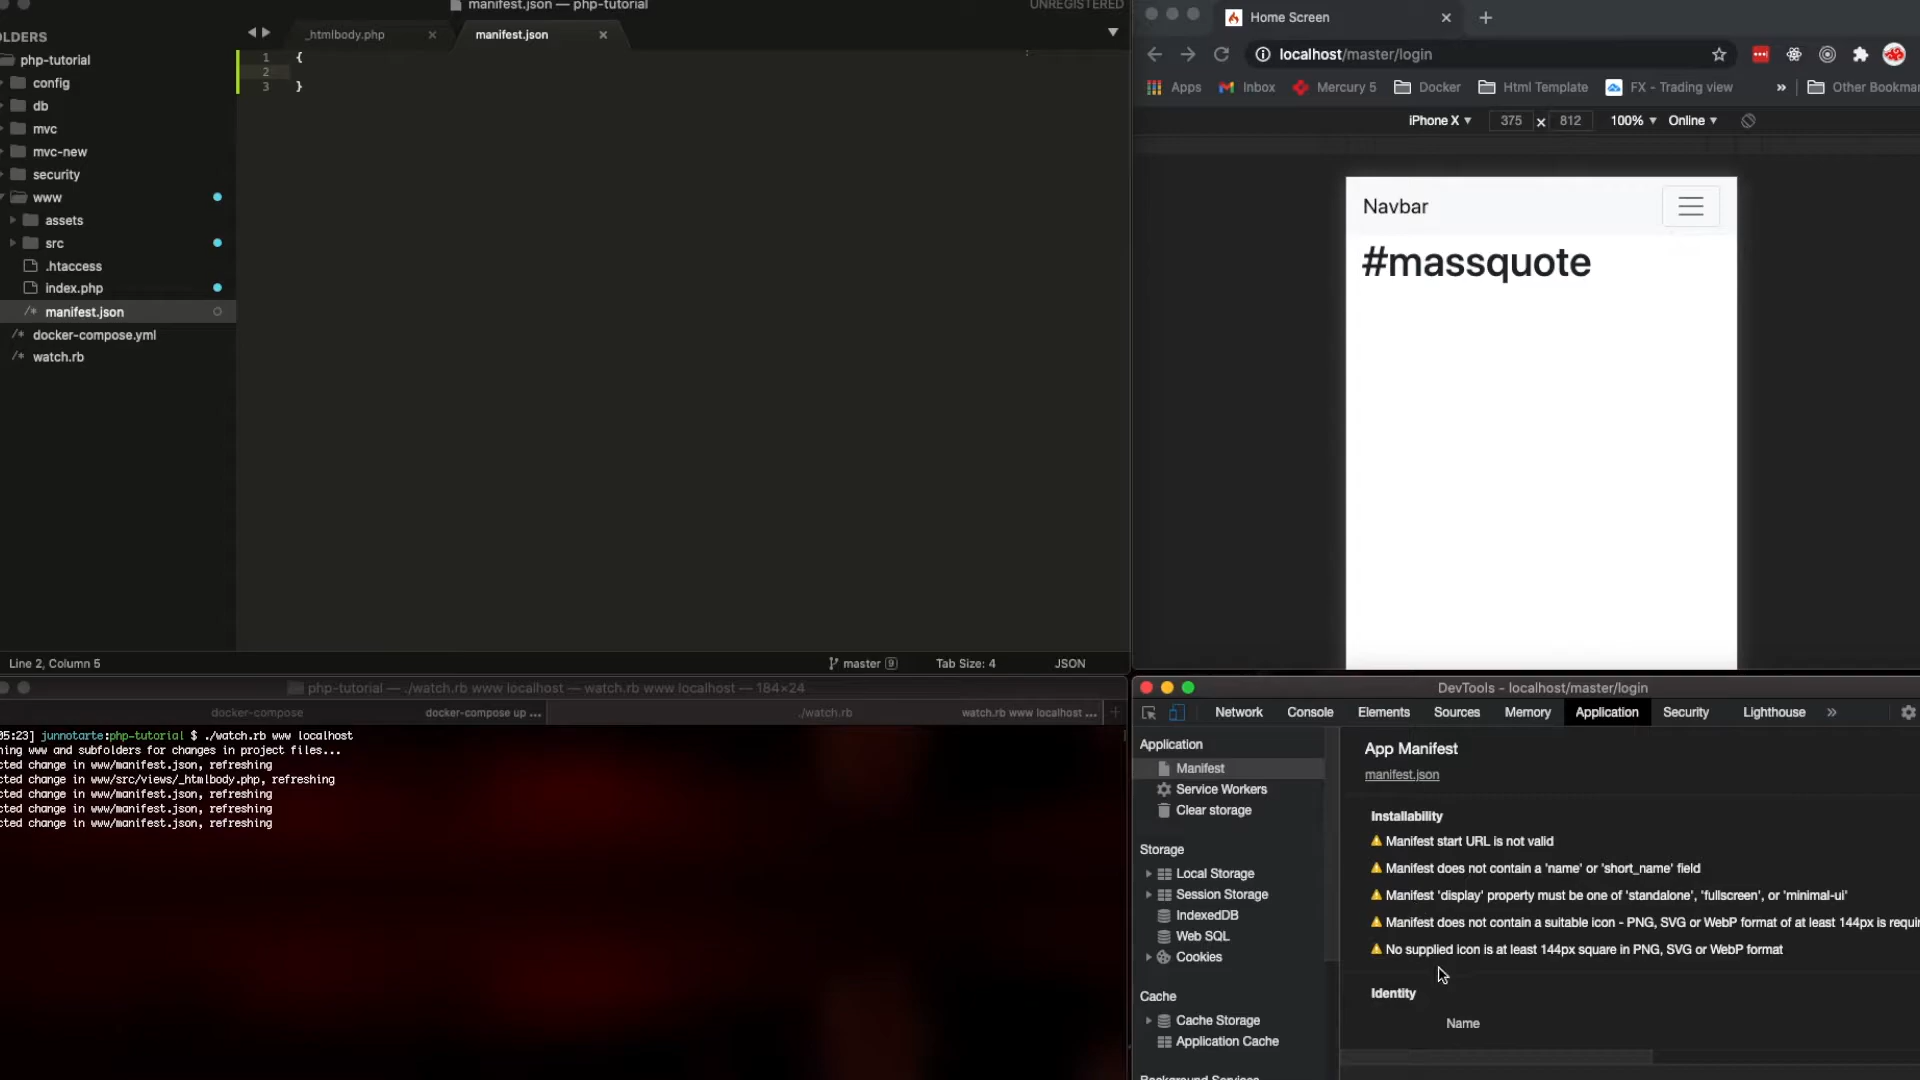 manifest.json — php-tutorial
UNREGISTERED
OLDERS
php-tutorial
config
db
mvc
mvc-new
security
www
assets
src
.htaccess
index.php
manifest.json
docker-compose.yml
watch.rb
_htmlbody.php
manifest.json
1 {
2
3 }
Line 2, Column 5
master 9
Tab Size: 4
JSON
Home Screen
localhost/master/login
Apps
Inbox
Mercury 5
Docker
Html Template
FX - Trading view
»
Other Bookmar
iPhone X
375 x 812
100%
Online
Navbar
#massquote
php-tutorial — ./watch.rb www localhost — watch.rb www localhost — 184×24
docker-compose
docker-compose up ...
./watch.rb
watch.rb www localhost ...
05:23] junnotarte:php-tutorial $ ./watch.rb www localhost
ning www and subfolders for changes in project files...
cted change in www/manifest.json, refreshing
cted change in www/src/views/_htmlbody.php, refreshing
cted change in www/manifest.json, refreshing
cted change in www/manifest.json, refreshing
cted change in www/manifest.json, refreshing
DevTools - localhost/master/login
Network
Console
Elements
Sources
Memory
Application
Security
Lighthouse
»
Application
Manifest
Service Workers
Clear storage
Storage
Local Storage
Session Storage
IndexedDB
Web SQL
Cookies
Cache
Cache Storage
Application Cache
Background Services
App Manifest
manifest.json
Installability
Manifest start URL is not valid
Manifest does not contain a 'name' or 'short_name' field
Manifest 'display' property must be one of 'standalone', 'fullscreen', or 'minimal-ui'
Manifest does not contain a suitable icon - PNG, SVG or WebP format of at least 144px is requir
No supplied icon is at least 144px square in PNG, SVG or WebP format
Identity
Name